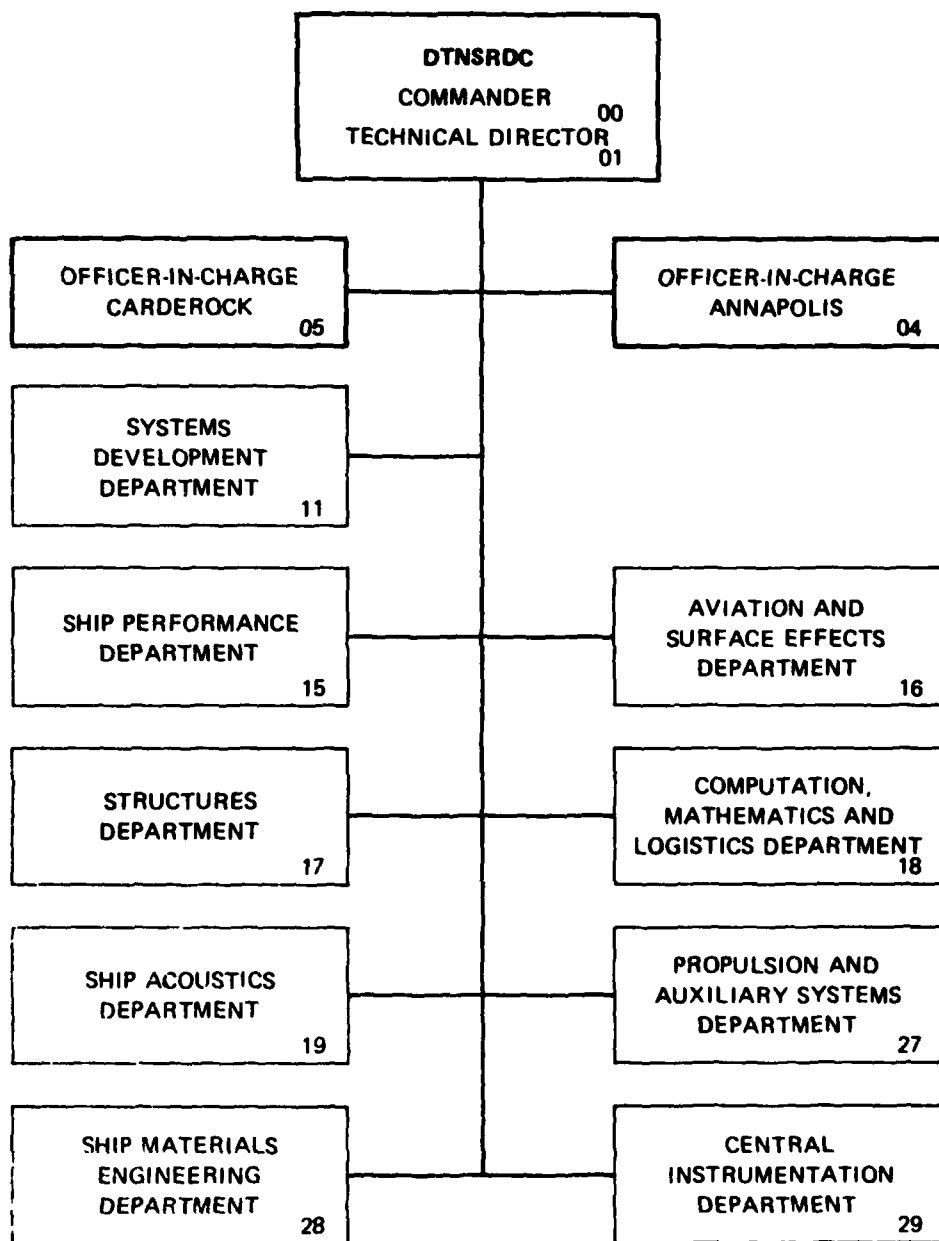 DTNSRDC
COMMANDER 00
TECHNICAL DIRECTOR 01
OFFICER-IN-CHARGE
CARDEROCK
05
OFFICER-IN-CHARGE
ANNAPOLIS
04
SYSTEMS
DEVELOPMENT
DEPARTMENT
11
SHIP PERFORMANCE
DEPARTMENT
15
AVIATION AND
SURFACE EFFECTS
DEPARTMENT
16
STRUCTURES
DEPARTMENT
17
COMPUTATION,
MATHEMATICS AND
LOGISTICS DEPARTMENT
18
SHIP ACOUSTICS
DEPARTMENT
19
PROPULSION AND
AUXILIARY SYSTEMS
DEPARTMENT
27
SHIP MATERIALS
ENGINEERING
DEPARTMENT
28
CENTRAL
INSTRUMENTATION
DEPARTMENT
29